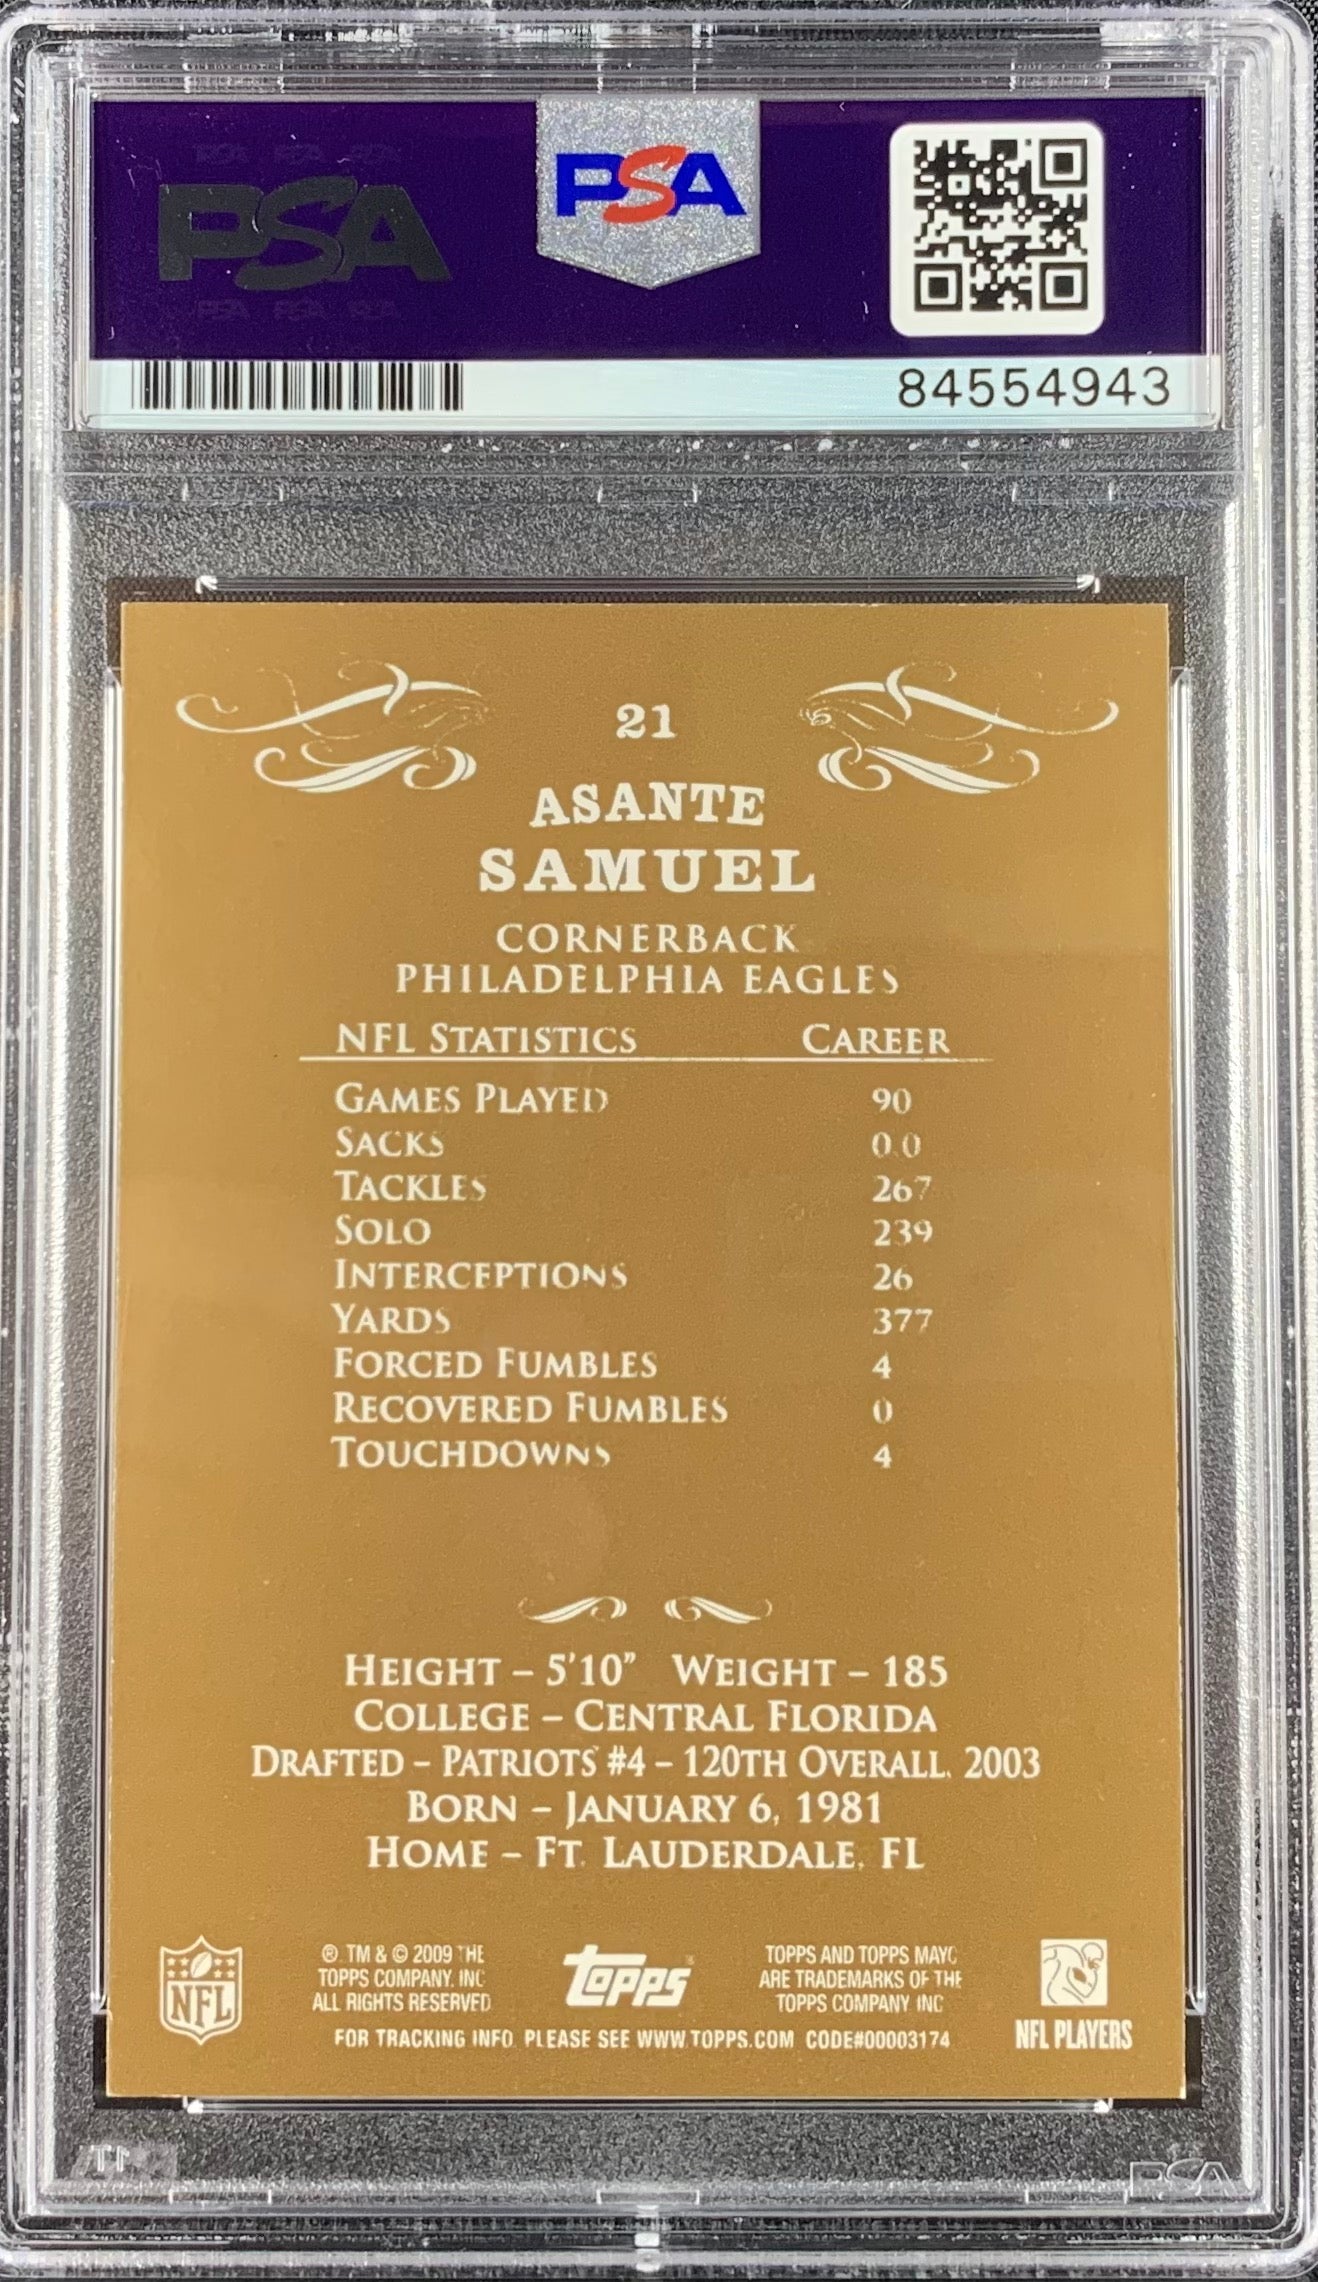 PSA
PSA
84554943
21
ASANTE
SAMUEL
CORNERBACK
PHILADELPHIA EAGLES
NFL STATISTICS CAREER
GAMES PLAYED 90
SACKS 0.0
TACKLES 267
SOLO 239
INTERCEPTIONS 26
YARDS 377
FORCED FUMBLES 4
RECOVERED FUMBLES 0
TOUCHDOWNS 4
HEIGHT – 5'10" WEIGHT – 185
COLLEGE – CENTRAL FLORIDA
DRAFTED – PATRIOTS #4 – 120TH OVERALL, 2003
BORN – JANUARY 6, 1981
HOME – FT. LAUDERDALE, FL
NFL
®, TM & © 2009 THE
TOPPS COMPANY, INC
ALL RIGHTS RESERVED
TOPPS
TOPPS AND TOPPS MAYO
ARE TRADEMARKS OF THE
TOPPS COMPANY INC
FOR TRACKING INFO. PLEASE SEE WWW.TOPPS.COM CODE#00003174
NFL PLAYERS
PSA